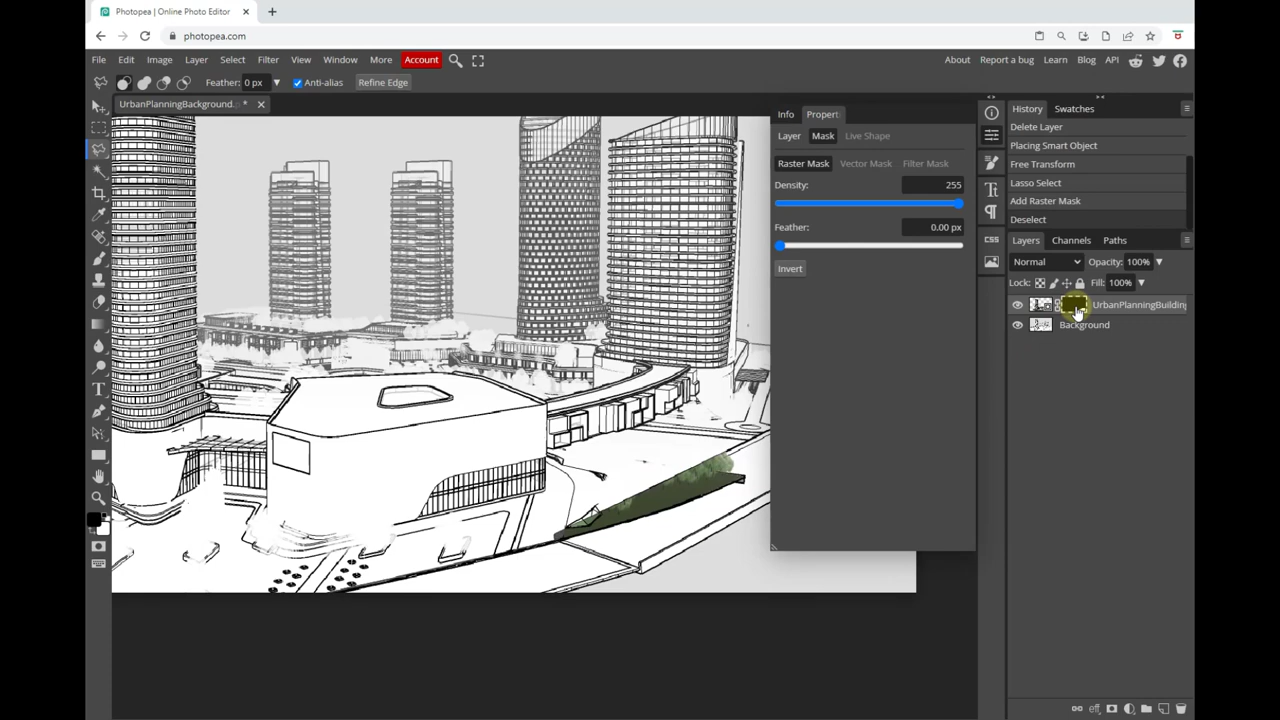 Photopea | Online Photo Editor
photopea.com
File Edit Image Layer Select Filter View Window More Account
About Report a bug Learn Blog API
Feather: 0 px Anti-alias Refine Edge
UrbanPlanningBackground. *
Info Propert
Layer Mask Live Shape
Raster Mask Vector Mask Filter Mask
Density: 255
Feather: 0.00 px
Invert
CSS
History Swatches
Delete Layer
Placing Smart Object
Free Transform
Lasso Select
Add Raster Mask
Deselect
Layers Channels Paths
Normal Opacity: 100%
Lock: Fill: 100%
UrbanPlanningBuilding
Background
eff